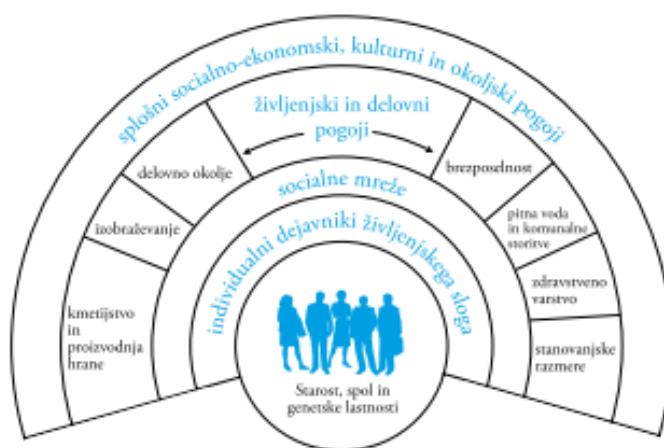 splošni socialno-ekonomski, kulturni in okoljski pogoji
življenjski in delovni
pogoji
delovno okolje
brezposelnost
izobraževanje
pitna voda
in komunalne
storitve
kmetijstvo
in
proizvodnja
hrane
zdravstveno
varstvo
stanovanjske
razmere
socialne mreže
individualni dejavniki življenjskega sloga
Starost, spol in
genetske lastnosti